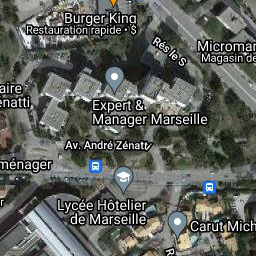 Burger King
Restauration rapide • $
Rés le S
Micromar
Magasin de
aire
énatti,
Expert &
Manager Marseille
Av. André Zénatti
ménager
Lycée Hôtelier
de Marseille
Carut Mich
R